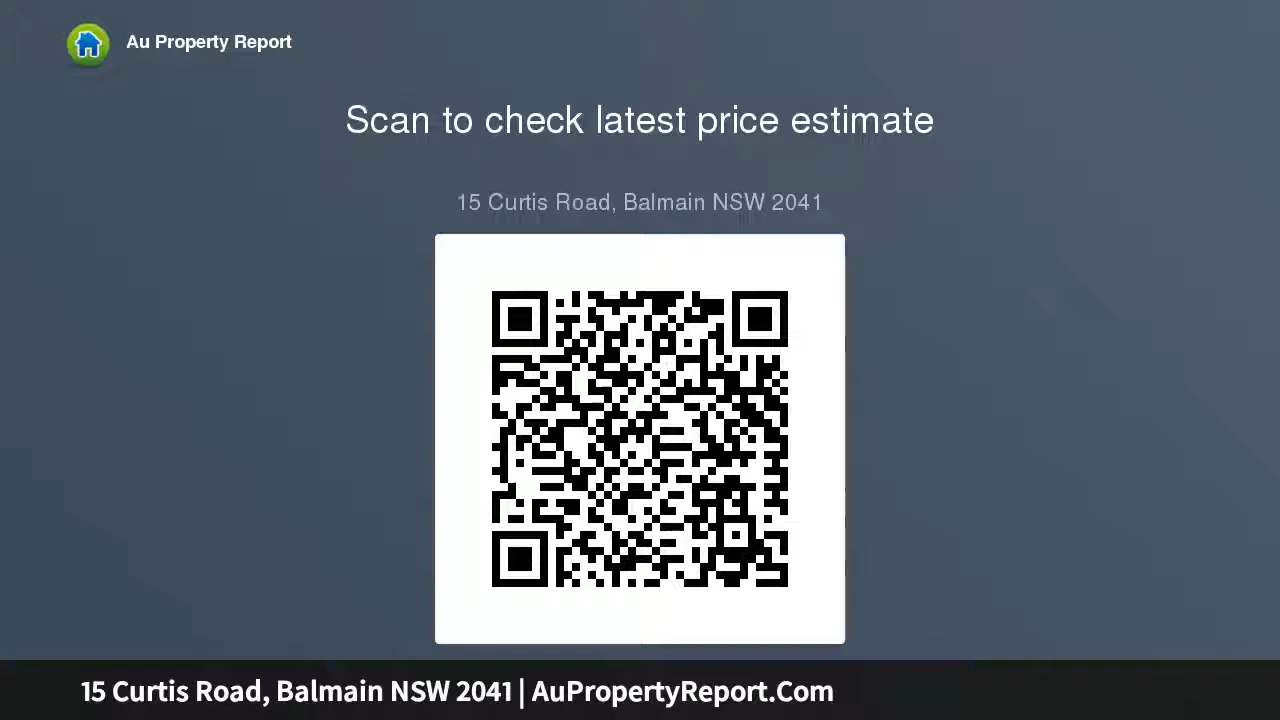 Au Property Report
Scan to check latest price estimate
15 Curtis Road, Balmain NSW 2041
15 Curtis Road, Balmain NSW 2041 | AuPropertyReport.Com